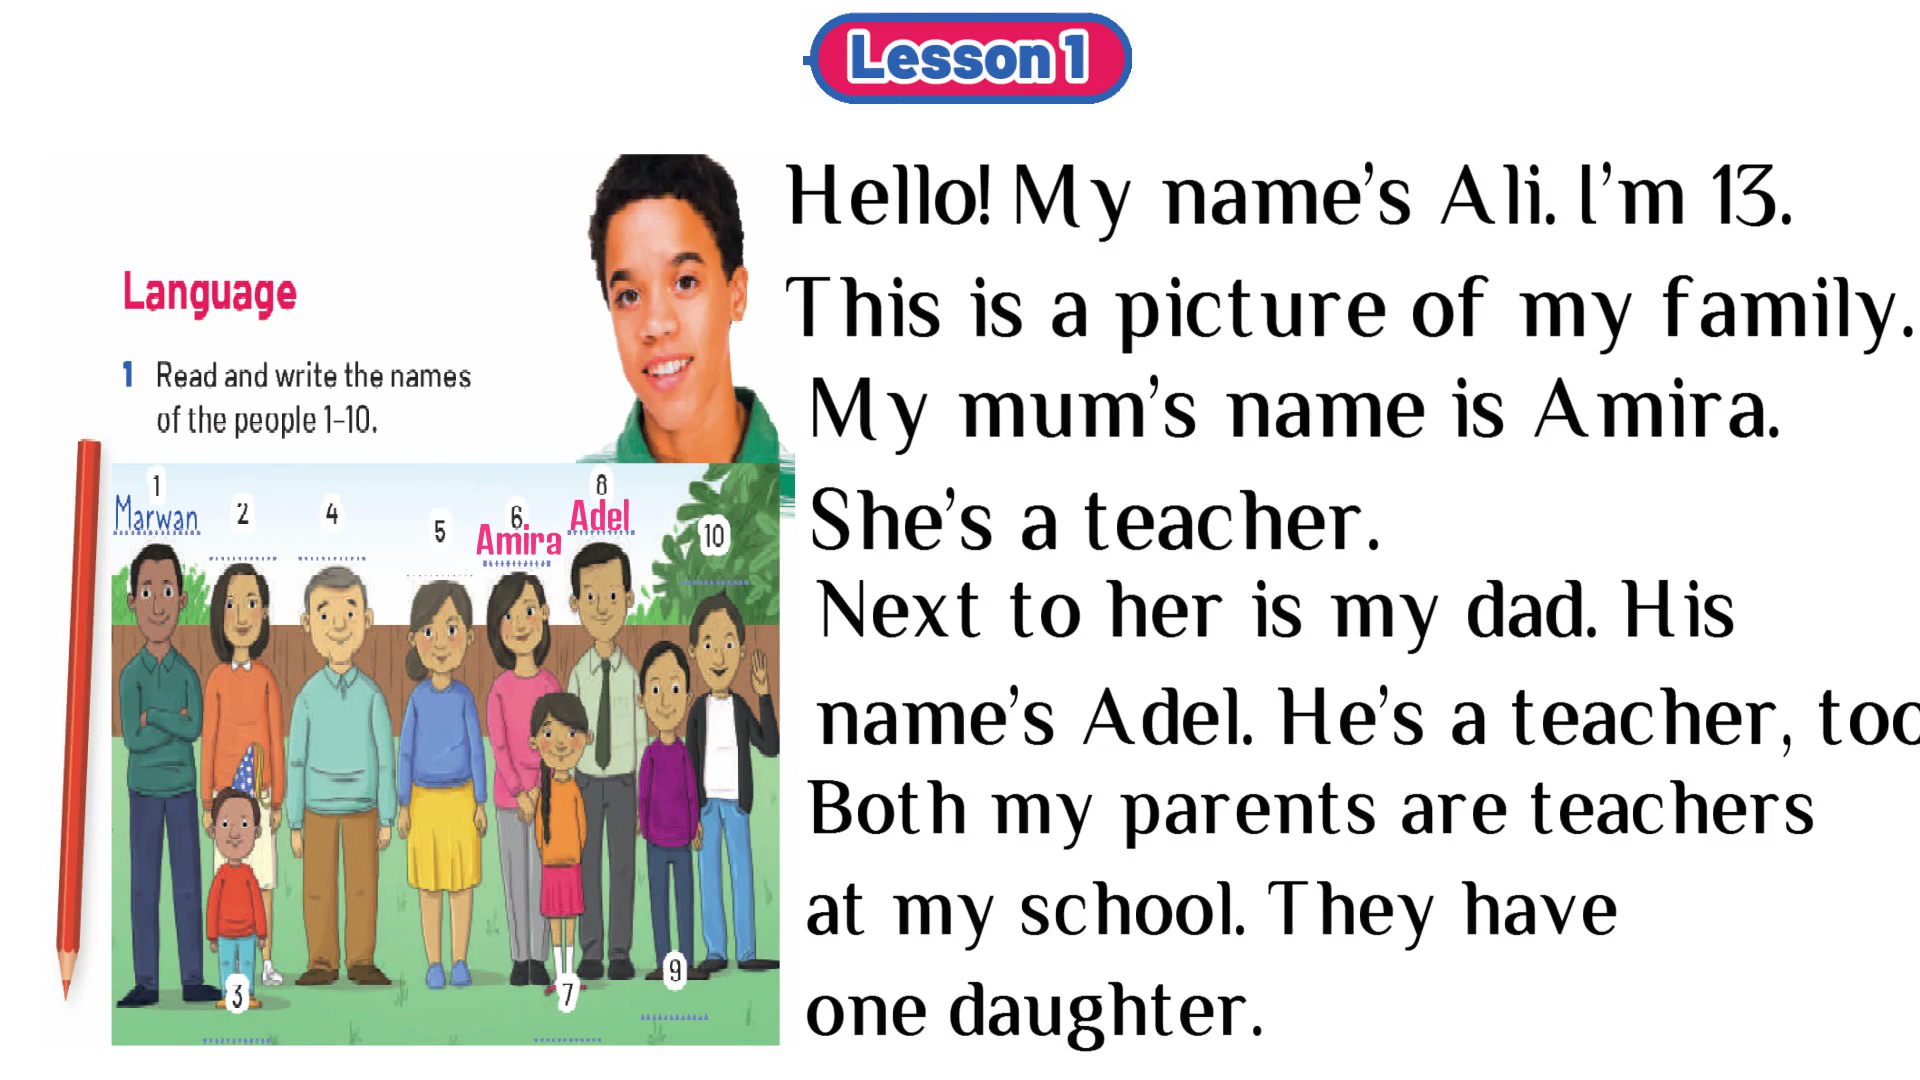 Lesson 1
Language
1 Read and write the names
of the people 1–10.
1
Marwan
2
4
5
6
Amira
8
Adel
10
3
7
9
Hello! My name's Ali. I'm 13.
This is a picture of my family.
My mum's name is Amira.
She's a teacher.
Next to her is my dad. His
name's Adel. He's a teacher, too
Both my parents are teachers
at my school. They have
one daughter.